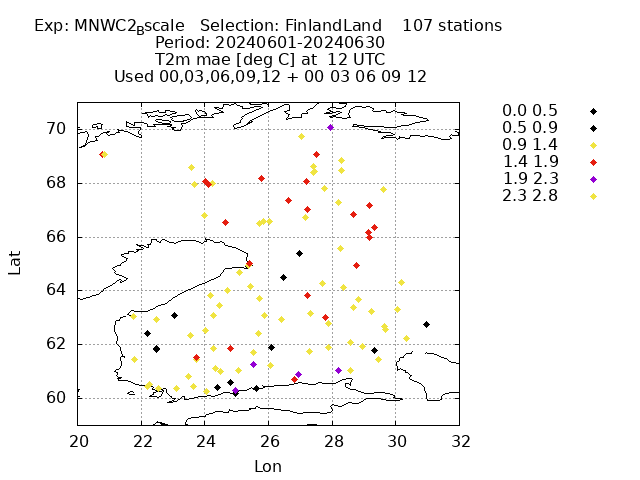 Exp: MNWC2_Bscale Selection: FinlandLand 107 stations
Period: 20240601-20240630
T2m mae [deg C] at 12 UTC
Used 00,03,06,09,12 + 00 03 06 09 12
0.0 0.5
0.5 0.9
0.9 1.4
1.4 1.9
1.9 2.3
2.3 2.8
70
68
66
64
62
60
Lat
20 22 24 26 28 30 32
Lon